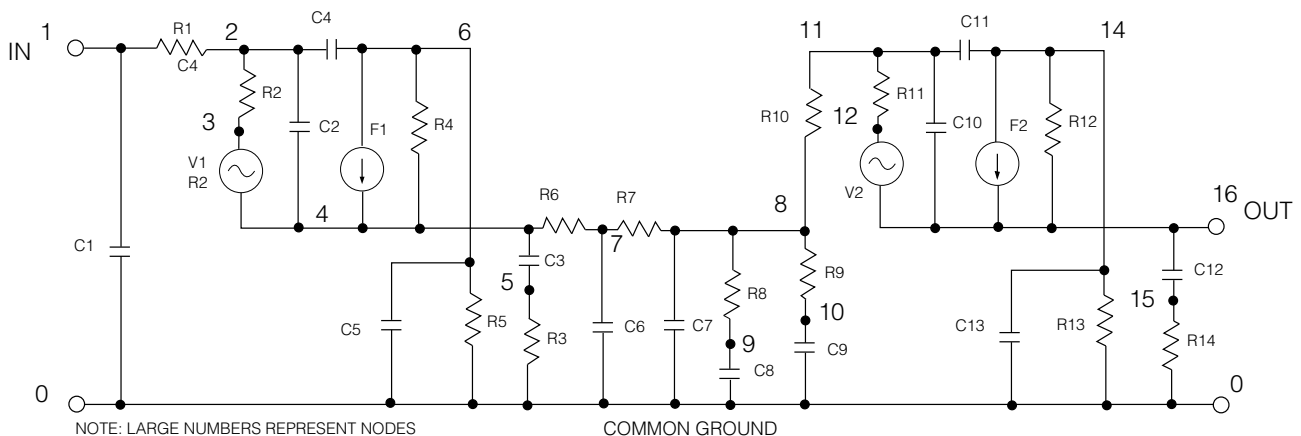 1
IN
R1
C4
2
C4
6
R2
3
V1
R2
C2
F1
R4
4
C1
R6
R7
7
8
C3
5
R3
C5
R5
C6
C7
R8
9
C8
R9
10
C9
11
R10
12
R11
V2
C10
C11
F2
R12
14
16
OUT
C12
15
R14
C13
R13
0
0
NOTE: LARGE NUMBERS REPRESENT NODES
COMMON GROUND